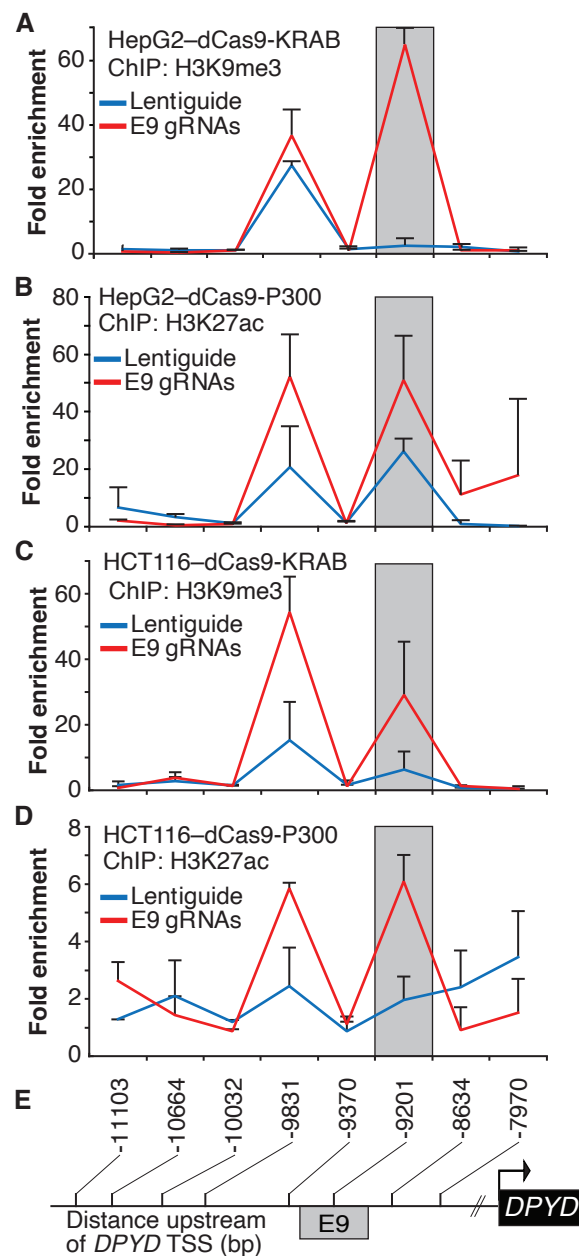 A
HepG2–dCas9-KRAB
ChIP: H3K9me3
Lentiguide
E9 gRNAs
Fold enrichment
60
40
20
0
B
HepG2–dCas9-P300
ChIP: H3K27ac
Lentiguide
E9 gRNAs
Fold enrichment
80
60
40
20
0
C
HCT116–dCas9-KRAB
ChIP: H3K9me3
Lentiguide
E9 gRNAs
Fold enrichment
60
40
20
0
D
HCT116–dCas9-P300
ChIP: H3K27ac
Lentiguide
E9 gRNAs
Fold enrichment
8
6
4
2
0
E
-11103
-10664
-10032
-9831
-9370
-9201
-8634
-7970
Distance upstream
of DPYD TSS (bp)
E9
//
DPYD